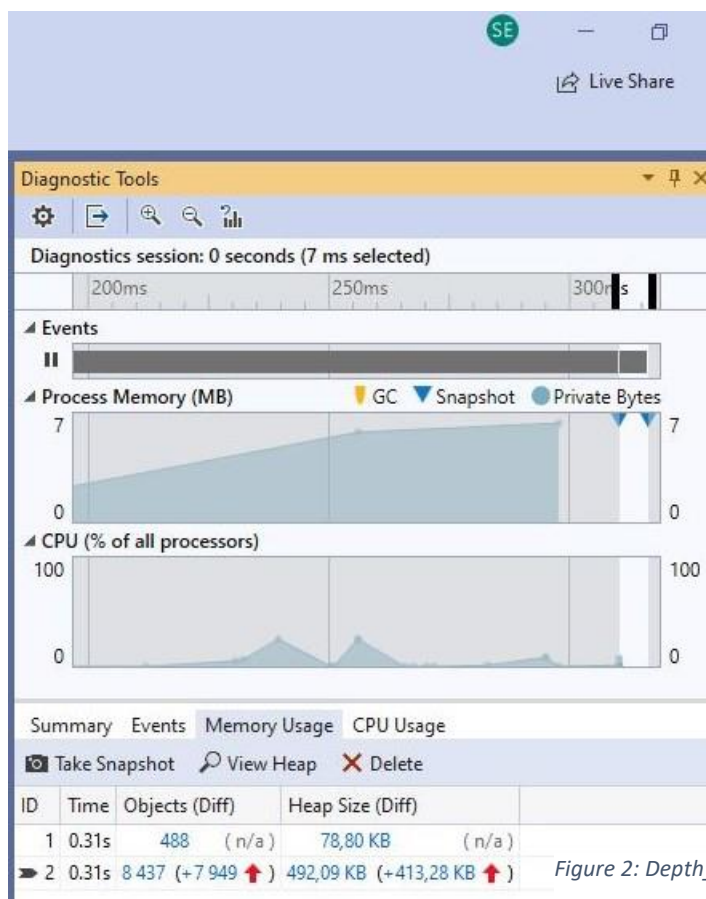 SE
Live Share
Diagnostic Tools
Diagnostics session: 0 seconds (7 ms selected)
200ms 250ms 300ms
Events
Process Memory (MB) GC Snapshot Private Bytes
7 7
0 0
CPU (% of all processors)
100 100
0 0
Summary Events Memory Usage CPU Usage
Take Snapshot View Heap Delete
ID Time Objects (Diff) Heap Size (Diff)
1 0.31s 488 (n/a) 78,80 KB (n/a)
2 0.31s 8 437 (+7 949 ) 492,09 KB (+413,28 KB )
Figure 2: Depth_